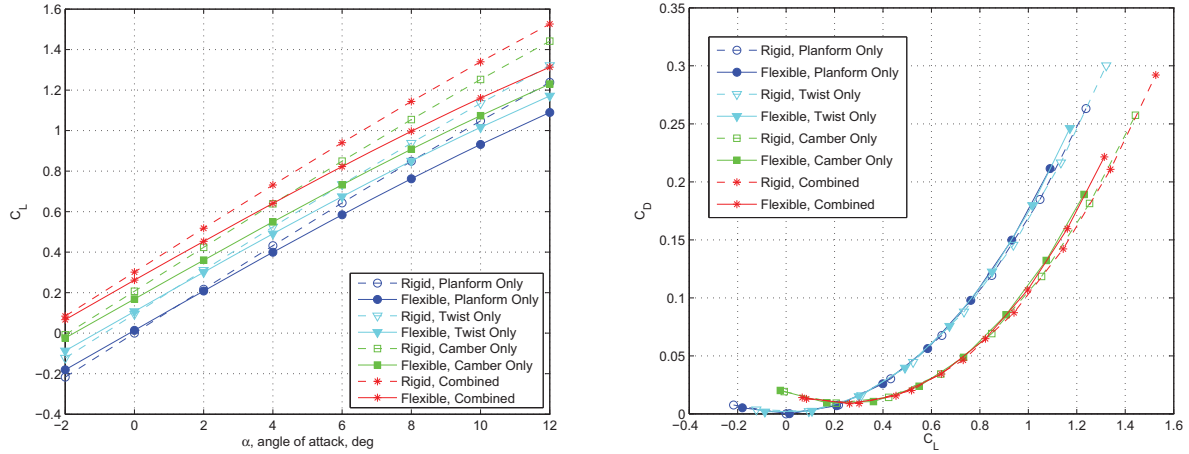 1.6
1.4
1.2
1
0.8
0.6
0.4
0.2
0
−0.2
−0.4
C_L
−2 0 2 4 6 8 10 12
α, angle of attack, deg
Rigid, Planform Only
Flexible, Planform Only
Rigid, Twist Only
Flexible, Twist Only
Rigid, Camber Only
Flexible, Camber Only
Rigid, Combined
Flexible, Combined
0.35
0.3
0.25
0.2
0.15
0.1
0.05
0
C_D
−0.4 −0.2 0 0.2 0.4 0.6 0.8 1.0 1.2 1.4 1.6
C_L
Rigid, Planform Only
Flexible, Planform Only
Rigid, Twist Only
Flexible, Twist Only
Rigid, Camber Only
Flexible, Camber Only
Rigid, Combined
Flexible, Combined